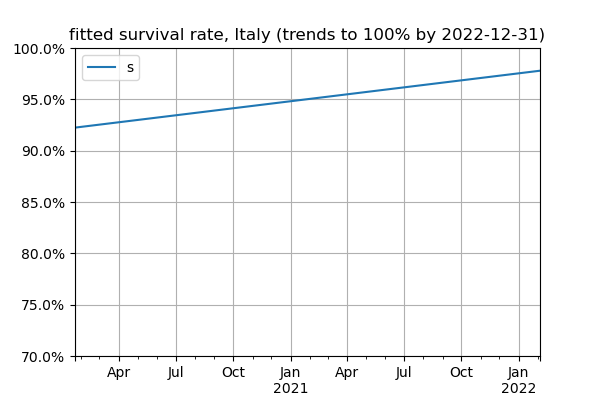 fitted survival rate, Italy (trends to 100% by 2022-12-31)
100.0%
s
95.0%
90.0%
85.0%
80.0%
75.0%
70.0%
Apr Jul Oct Jan Apr Jul Oct Jan
2021 2022